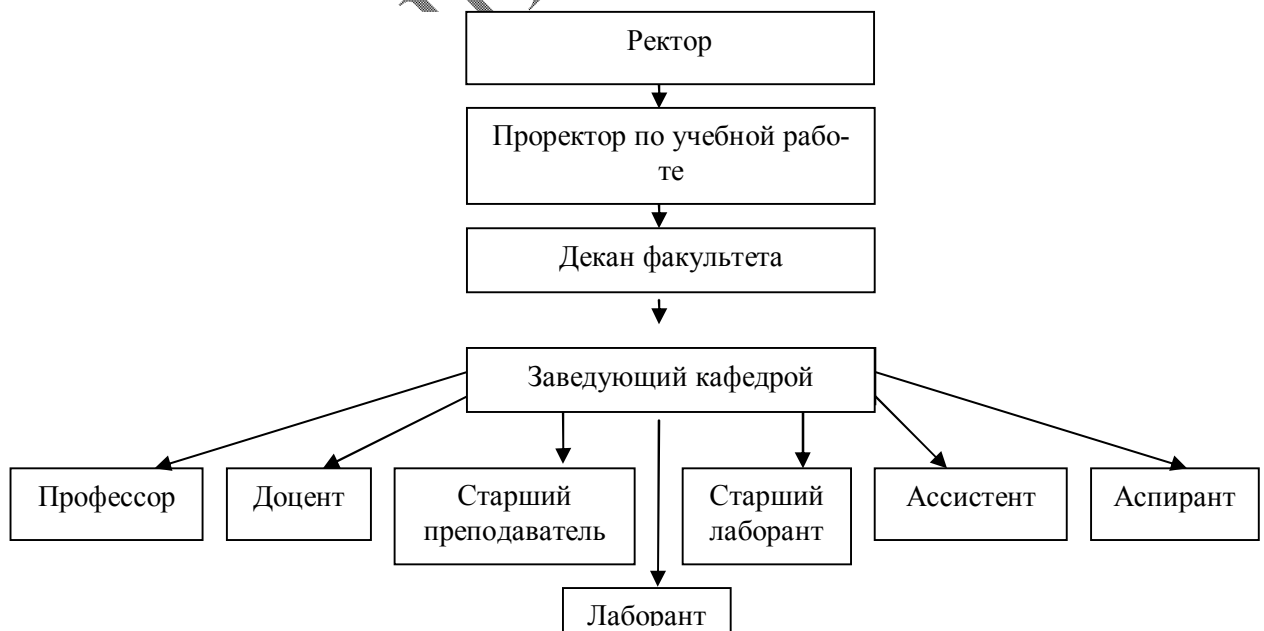 Ректор
Проректор по учебной рабо-
те
Декан факультета
Заведующий кафедрой
Профессор
Доцент
Старший
преподаватель
Старший
лаборант
Ассистент
Аспирант
Лаборант